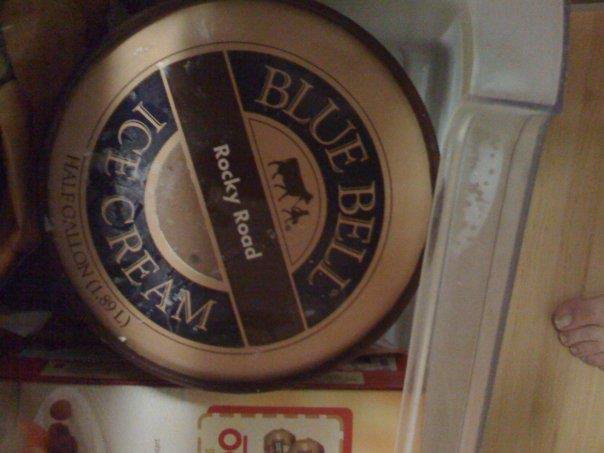 BLUE BELL
Rocky Road
ICE CREAM
HALF GALLON (1.89 L)